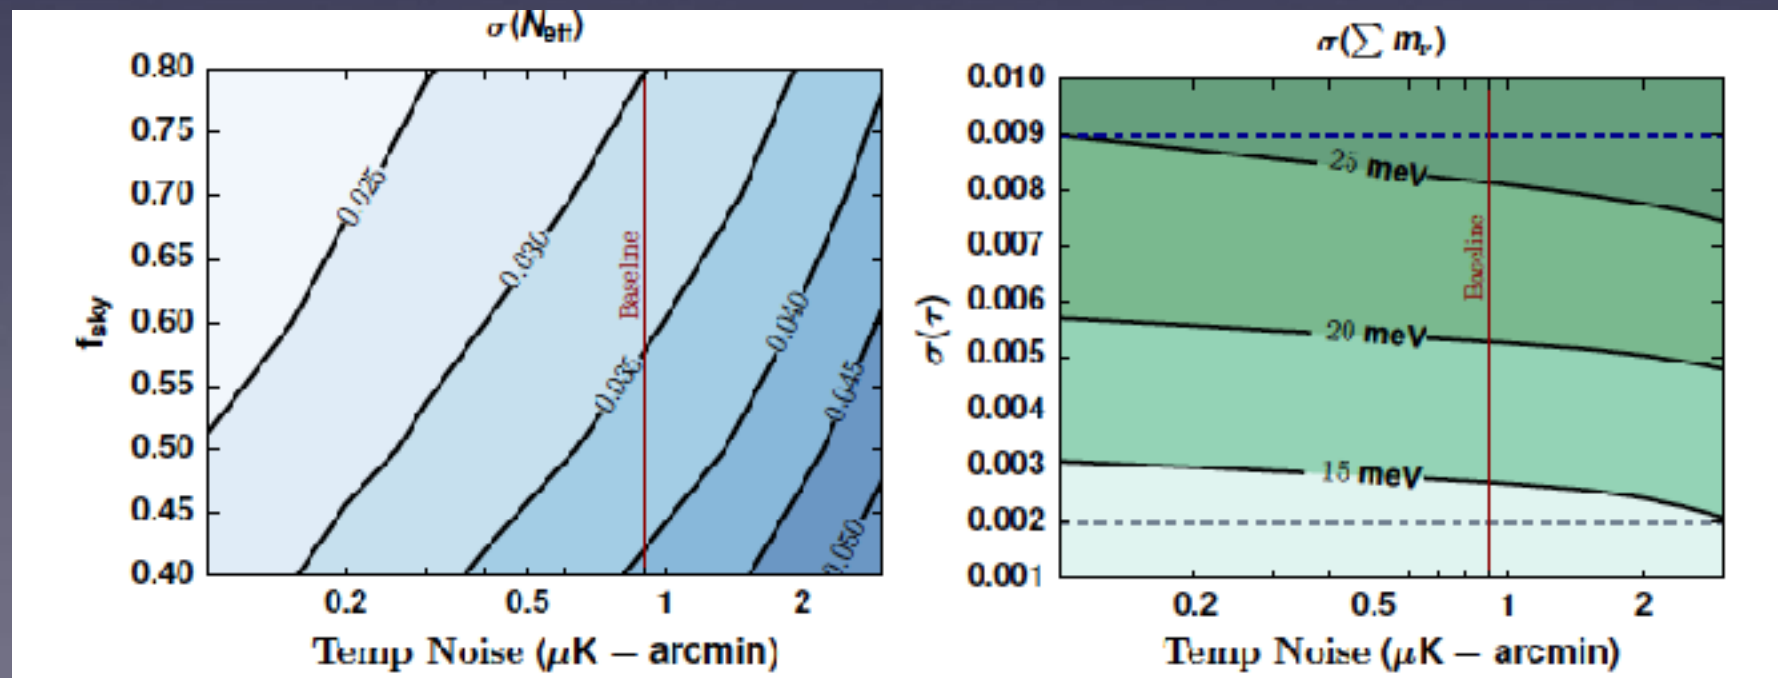 σ(N_eff)
0.80
0.75
0.70
0.65
0.60
0.55
0.50
0.45
0.40
f_sky
0.025
0.030
0.035
0.040
0.045
0.050
Baseline
0.2 0.5 1 2
Temp Noise (μK − arcmin)
σ(∑ m_ν)
0.010
0.009
0.008
0.007
0.006
0.005
0.004
0.003
0.002
0.001
σ(τ)
25 meV
20 meV
15 meV
Baseline
0.2 0.5 1 2
Temp Noise (μK − arcmin)